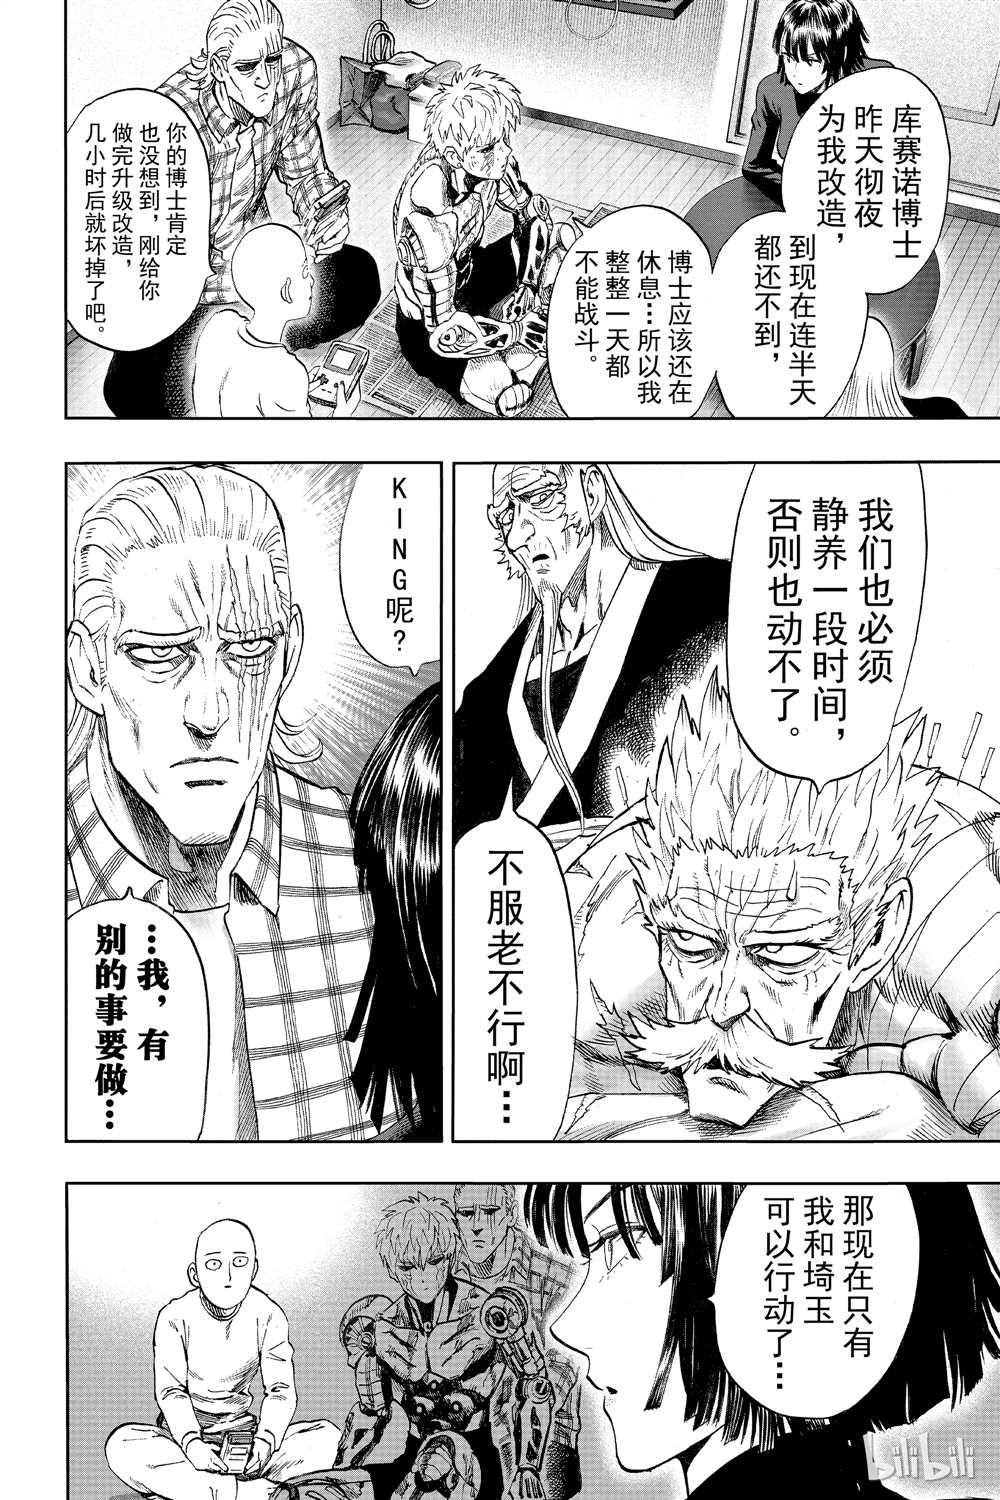 库赛诺博士
昨天彻夜
为我改造，
到现在连半天
都还不到，
博士应该还在
休息…所以我
整整一天都
不能战斗。
你的博士肯定
也没想到，刚给你
做完升级改造，
几小时后就坏掉了吧。
我们也必须
静养一段时间，
否则也动不了。
不服老不行啊…
KING呢？
…我，有
别的事要做…
那现在只有
我和埼玉
可以行动了…
bilibili